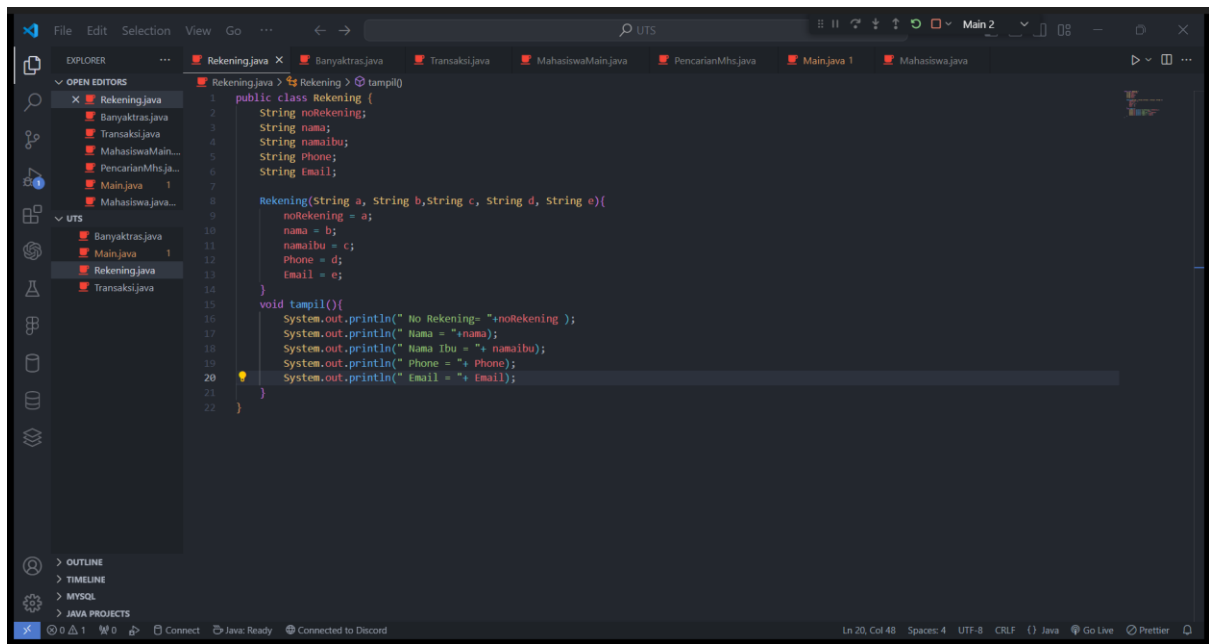 File Edit Selection View Go ··· ← → UTS Main 2
EXPLORER ···
OPEN EDITORS
Rekening.java
Banyaktras.java
Transaksi.java
MahasiswaMain....
PencarianMhs.ja...
Main.java 1
Mahasiswa.java...
UTS
Banyaktras.java
Main.java 1
Rekening.java
Transaksi.java
OUTLINE
TIMELINE
MYSQL
JAVA PROJECTS
Rekening.java Banyaktras.java Transaksi.java MahasiswaMain.java PencarianMhs.java Main.java 1 Mahasiswa.java
Rekening.java > Rekening > tampil()
1 public class Rekening {
2 String noRekening;
3 String nama;
4 String namaibu;
5 String Phone;
6 String Email;
7
8 Rekening(String a, String b,String c, String d, String e){
9 noRekening = a;
10 nama = b;
11 namaibu = c;
12 Phone = d;
13 Email = e;
14 }
15 void tampil(){
16 System.out.println(" No Rekening= "+noRekening );
17 System.out.println(" Nama = "+nama);
18 System.out.println(" Nama Ibu = "+ namaibu);
19 System.out.println(" Phone = "+ Phone);
20 System.out.println(" Email = "+ Email);
21 }
22 }
1
0 1 0 Connect Java: Ready Connected to Discord Ln 20, Col 48 Spaces: 4 UTF-8 CRLF {} Java Go Live Prettier